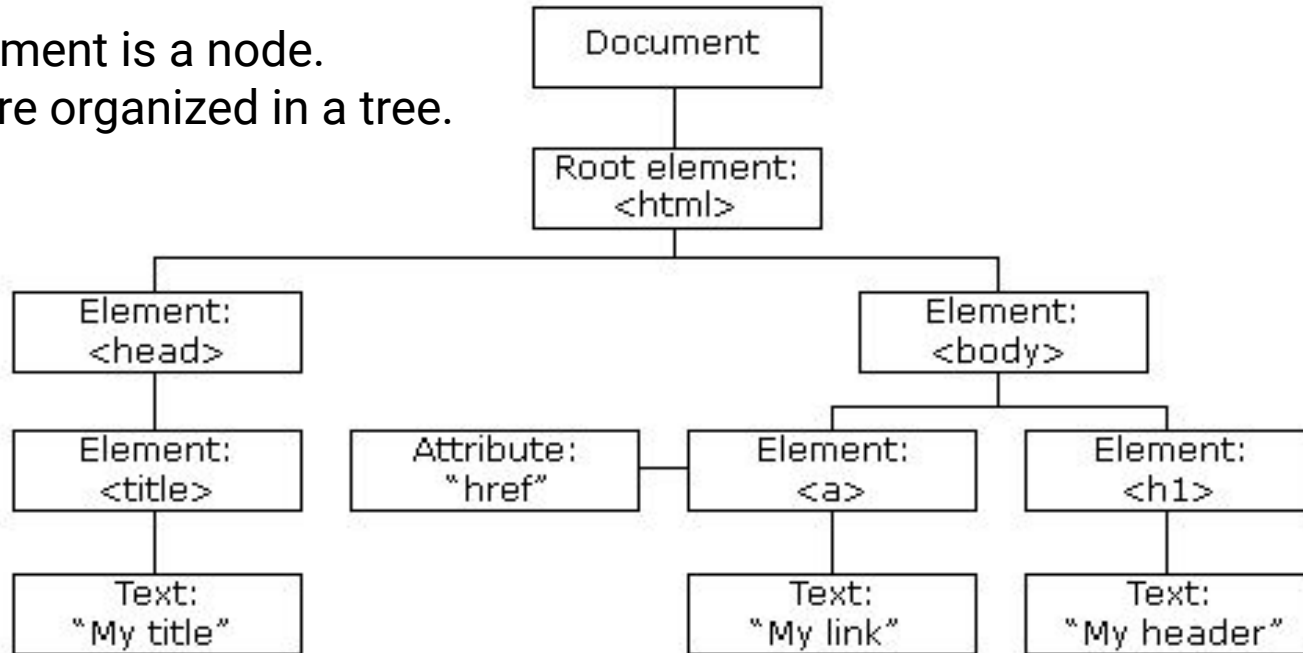 ment is a node.
re organized in a tree.
Document
Root element:
<html>
Element:
<head>
Element:
<body>
Element:
<title>
Attribute:
“href”
Element:
<a>
Element:
<h1>
Text:
“My title”
Text:
“My link”
Text:
“My header”